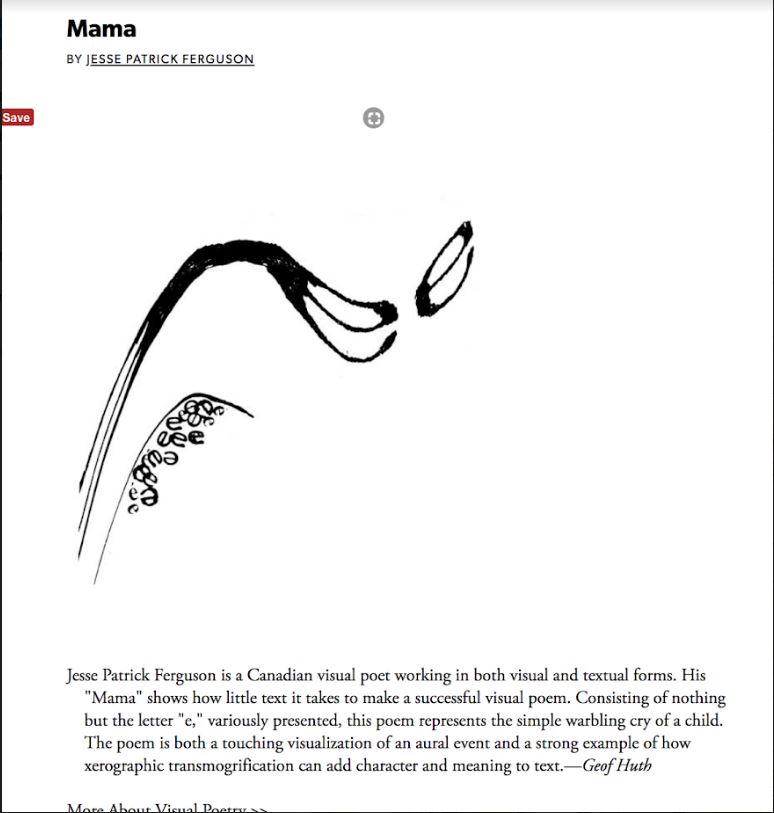 Mama
BY JESSE PATRICK FERGUSON
Save
e
e
e
e
e
e
e
e
e
Jesse Patrick Ferguson is a Canadian visual poet working in both visual and textual forms. His
"Mama" shows how little text it takes to make a successful visual poem. Consisting of nothing
but the letter "e," variously presented, this poem represents the simple warbling cry of a child.
The poem is both a touching visualization of an aural event and a strong example of how
xerographic transmogrification can add character and meaning to text.—Geof Huth
More About Visual Poetry >>